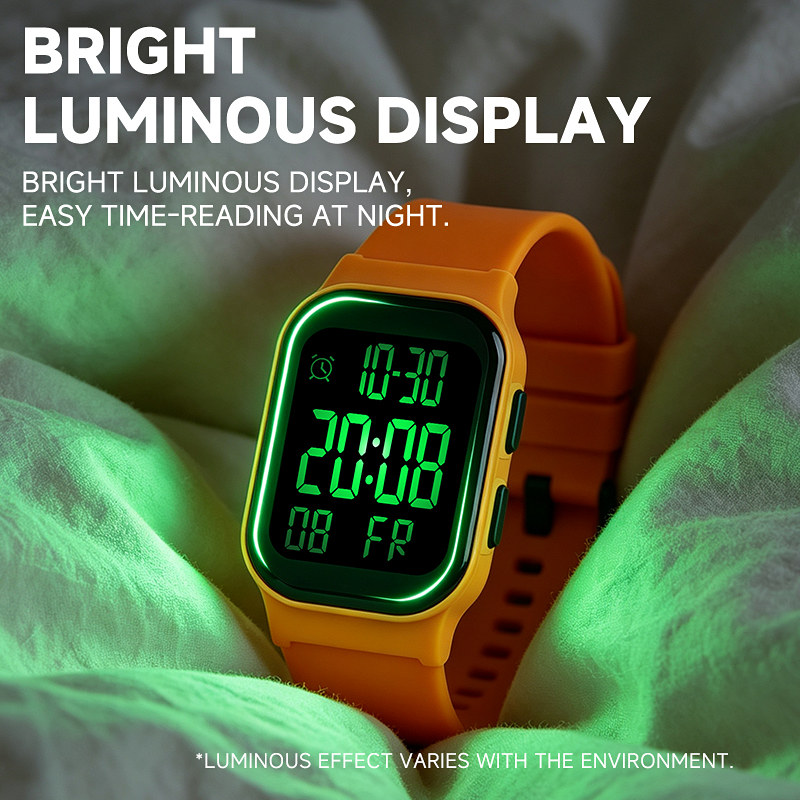 BRIGHT
LUMINOUS DISPLAY
BRIGHT LUMINOUS DISPLAY,
EASY TIME-READING AT NIGHT.
10-30
20:08
08 FR
*LUMINOUS EFFECT VARIES WITH THE ENVIRONMENT.